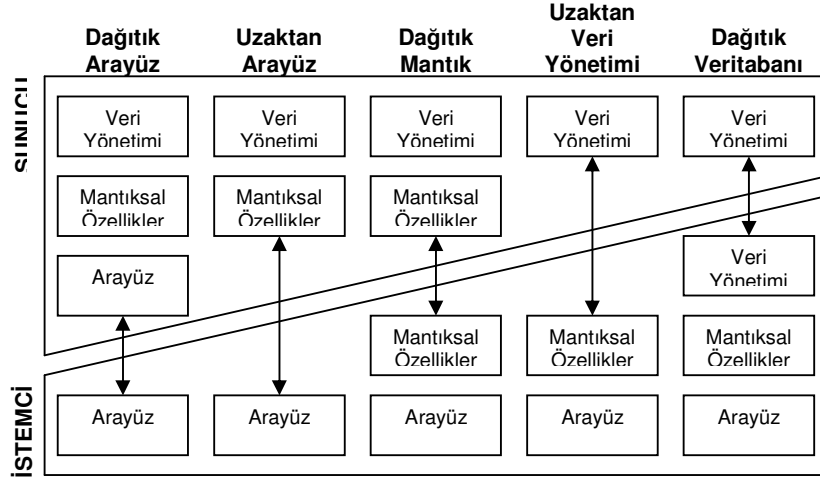 Dağıtık
Arayüz
Uzaktan
Arayüz
Dağıtık
Mantık
Uzaktan
Veri
Yönetimi
Dağıtık
Veritabanı
SUNUCU
Veri
Yönetimi
Veri
Yönetimi
Veri
Yönetimi
Veri
Yönetimi
Veri
Yönetimi
Mantıksal
Özellikler
Mantıksal
Özellikler
Mantıksal
Özellikler
Arayüz
Veri
Yönetimi
Mantıksal
Özellikler
Mantıksal
Özellikler
Mantıksal
Özellikler
İSTEMCİ
Arayüz
Arayüz
Arayüz
Arayüz
Arayüz